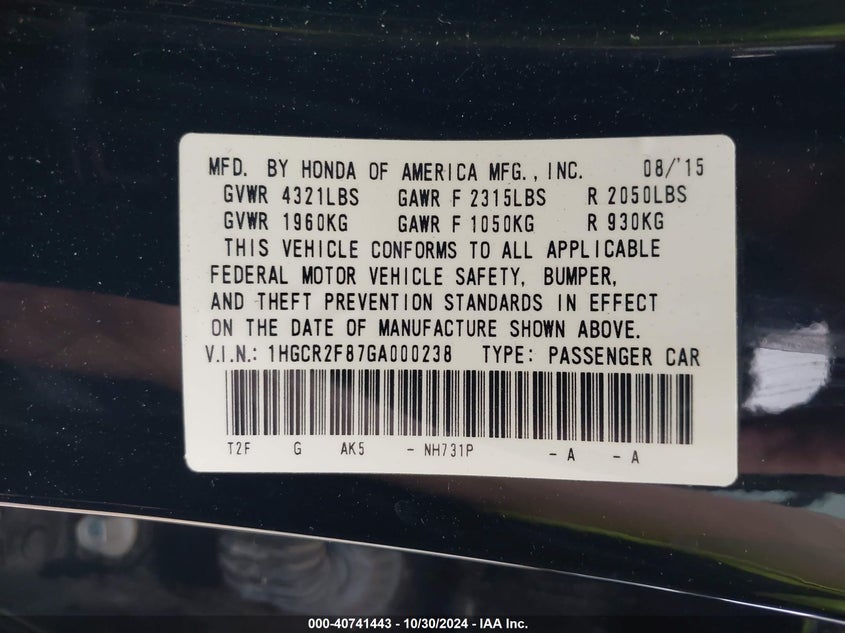 MFD. BY HONDA OF AMERICA MFG., INC. 08/'15
GVWR 4321LBS GAWR F 2315LBS R 2050LBS
GVWR 1960KG GAWR F 1050KG R 930KG
THIS VEHICLE CONFORMS TO ALL APPLICABLE
FEDERAL MOTOR VEHICLE SAFETY, BUMPER,
AND THEFT PREVENTION STANDARDS IN EFFECT
ON THE DATE OF MANUFACTURE SHOWN ABOVE.
V.I.N.: 1HGCR2F87GA000238 TYPE: PASSENGER CAR
T2F G AK5 - NH731P - A - A
000-40741443 - 10/30/2024 - IAA Inc.